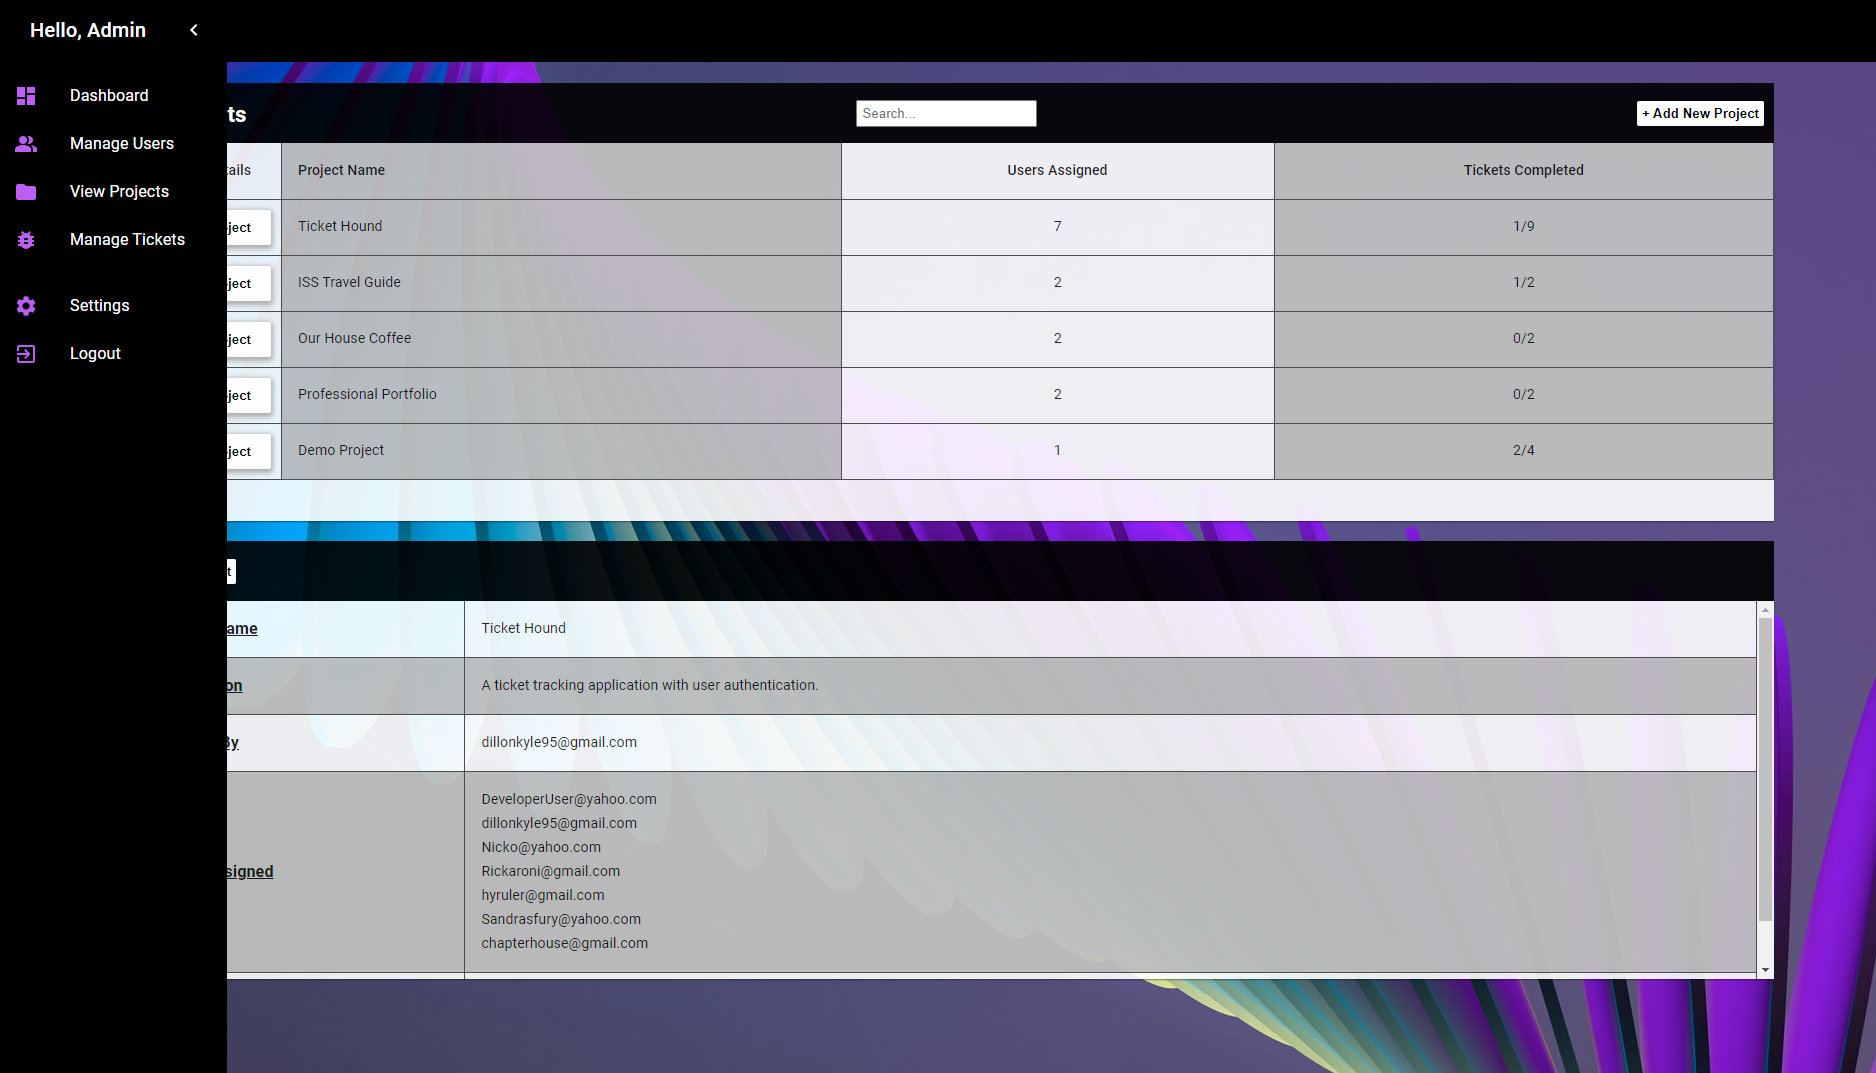 Hello, Admin
Dashboard
Manage Users
View Projects
Manage Tickets
Settings
Logout
ts
Search...
+ Add New Project
tails
Project Name
Users Assigned
Tickets Completed
ject
Ticket Hound
7
1/9
ject
ISS Travel Guide
2
1/2
ject
Our House Coffee
2
0/2
ject
Professional Portfolio
2
0/2
ject
Demo Project
1
2/4
t
ame
Ticket Hound
on
A ticket tracking application with user authentication.
By
dillonkyle95@gmail.com
signed
DeveloperUser@yahoo.com
dillonkyle95@gmail.com
Nicko@yahoo.com
Rickaroni@gmail.com
hyruler@gmail.com
Sandrasfury@yahoo.com
chapterhouse@gmail.com